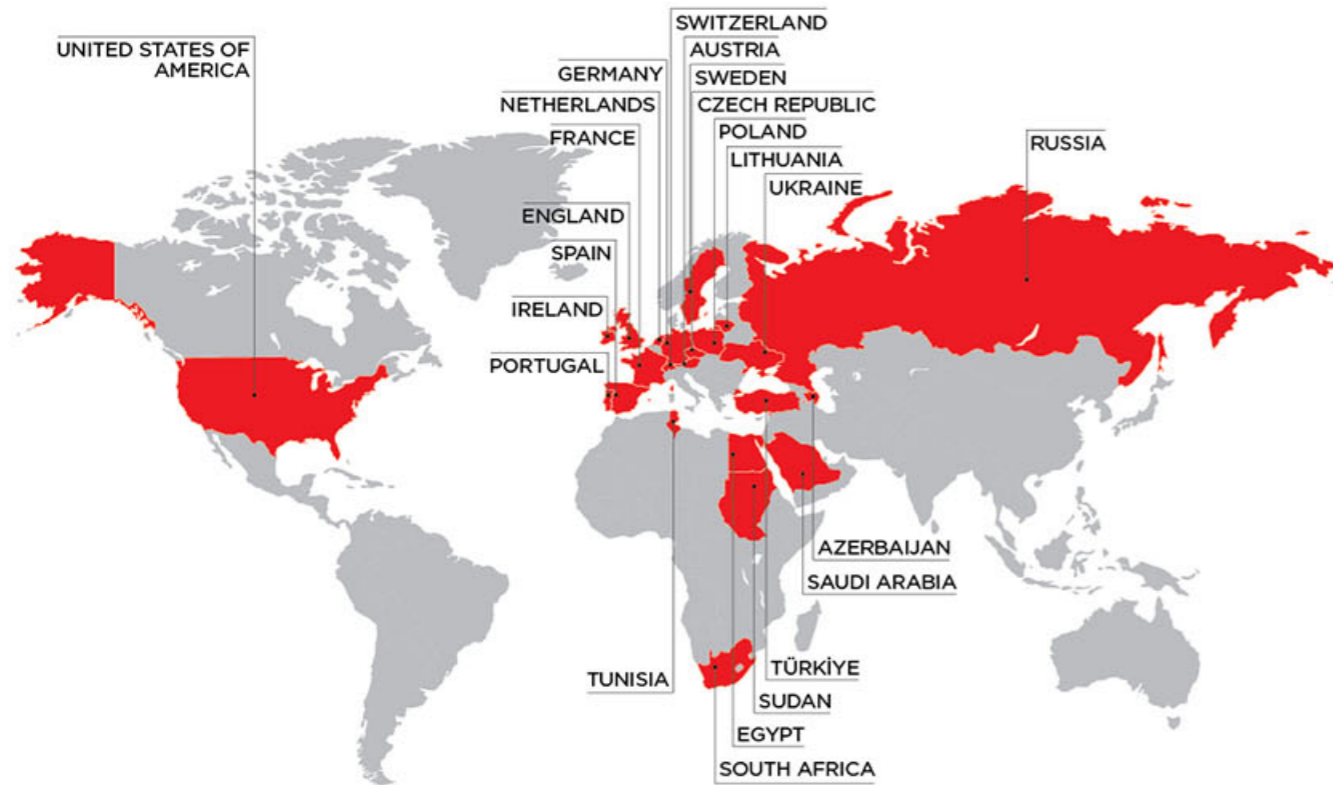 SWITZERLAND
UNITED STATES OF
AMERICA
AUSTRIA
GERMANY
SWEDEN
NETHERLANDS
CZECH REPUBLIC
FRANCE
POLAND
RUSSIA
LITHUANIA
UKRAINE
ENGLAND
SPAIN
IRELAND
PORTUGAL
AZERBAIJAN
SAUDI ARABIA
TUNISIA
TÜRKİYE
SUDAN
EGYPT
SOUTH AFRICA